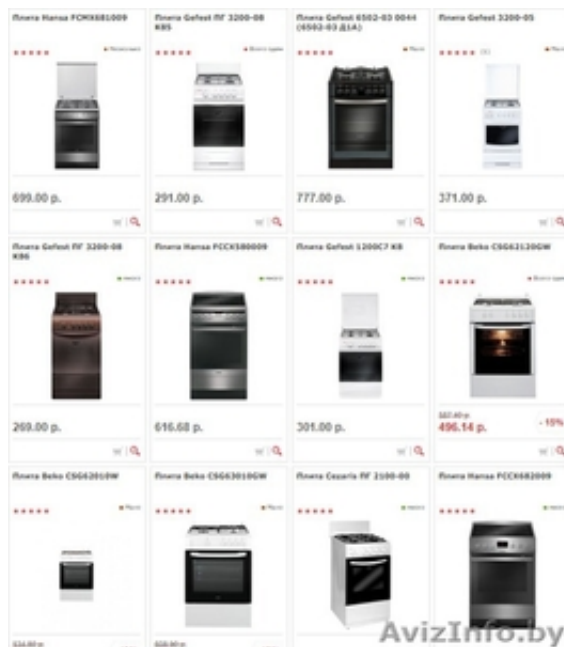 Плита Hansa FCMX681009
Плита Gefest ПГ 3200-08 K85
Плита Gefest 6502-03 0044 (6502-03 Д1А)
Плита Gefest 3200-05
699.00 р.
291.00 р.
777.00 р.
371.00 р.
Плита Gefest ПГ 3200-08 K86
Плита Hansa FCCX580009
Плита Gefest 1200C7 K8
Плита Beko CSG62120GW
269.00 р.
616.68 р.
301.00 р.
496.14 р.
- 15%
Плита Beko CSG62010W
Плита Beko CSG63010GW
Плита Cezaris ПГ 2100-00
Плита Hansa FCCX682009
AvizInfo.by